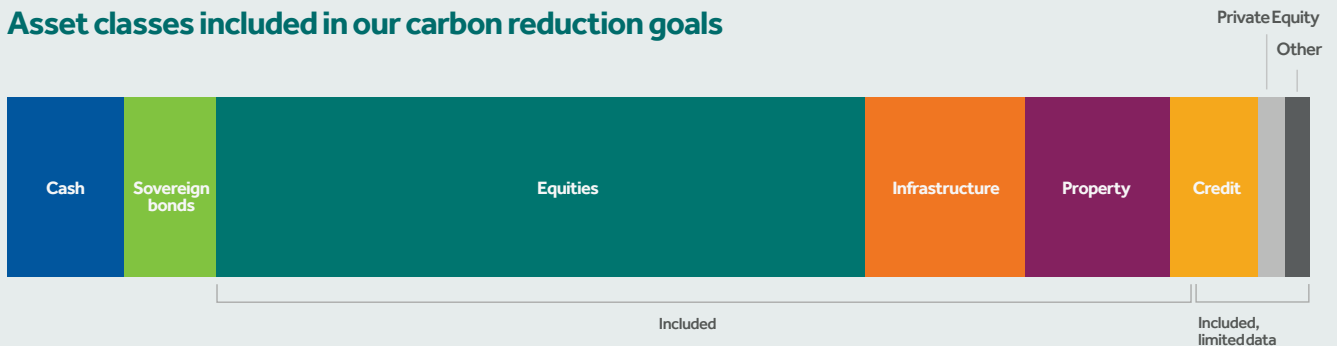 Asset classes included in our carbon reduction goals
Private Equity
Other
Cash
Sovereign
bonds
Equities
Infrastructure
Property
Credit
Included
Included,
limited data